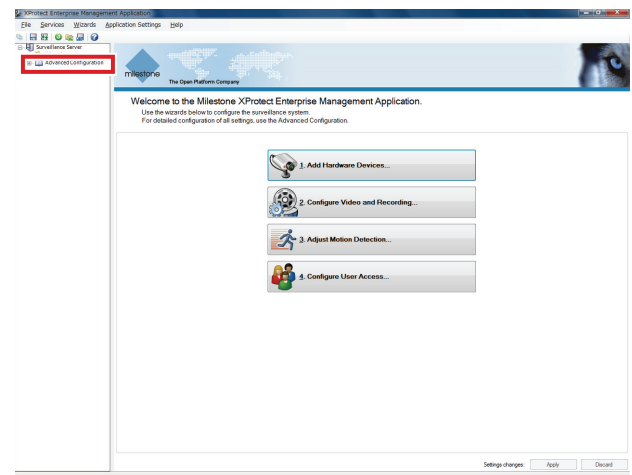 XProtect Enterprise Management Application
File Services Wizards Application Settings Help
Surveillance Server
Advanced Configuration
milestone
The Open Platform Company
Welcome to the Milestone XProtect Enterprise Management Application.
Use the wizards below to configure the surveillance system.
For detailed configuration of all settings, use the Advanced Configuration.
1. Add Hardware Devices...
2. Configure Video and Recording...
3. Adjust Motion Detection...
4. Configure User Access...
Settings changes: Apply Discard